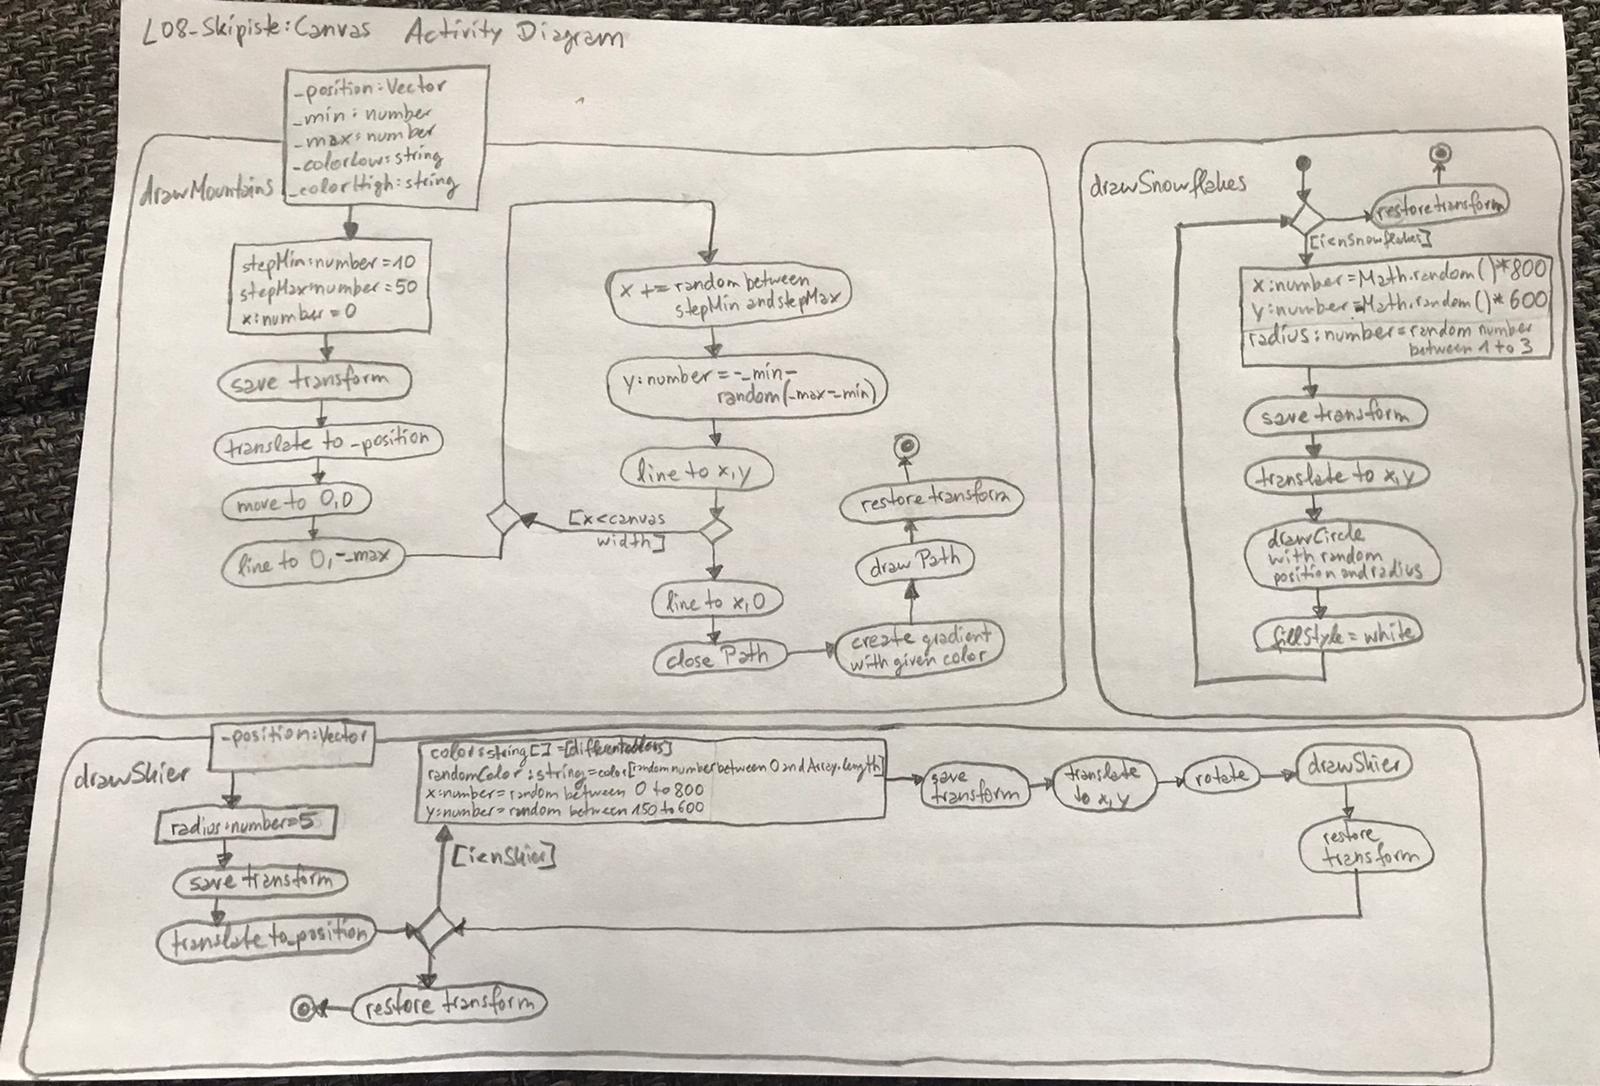 L08-Skipiste:Canvas Activity Diagram
_position:Vector
_min:number
_max:number
_colorLow:string
_colorHigh:string
drawMountains
stepMin:number=10
stepMax:number=50
x:number=0
save transform
translate to _position
move to 0,0
line to 0,-_max
x += random between
stepMin and stepMax
y:number=-_min-
random(_max-_min)
line to x,y
[x<canvas
width]
line to x,0
close Path
create gradient
with given color
draw Path
restore transform
drawSnowflakes
restore transform
[i≤nSnowflakes]
x:number=Math.random()*800
y:number=Math.random()*600
radius:number=random number
between 1 to 3
save transform
translate to x,y
drawCircle
with random
position and radius
fillStyle=white
drawSkier
_position:Vector
radius:number=5
save transform
translate to _position
restore transform
[i≤nSkier]
color:string[]=[different colors]
randomColor:string=color[random number between 0 and Array.length]
x:number=random between 0 to 800
y:number=random between 150 to 600
save
transform
translate
to x,y
rotate
drawSkier
restore
transform